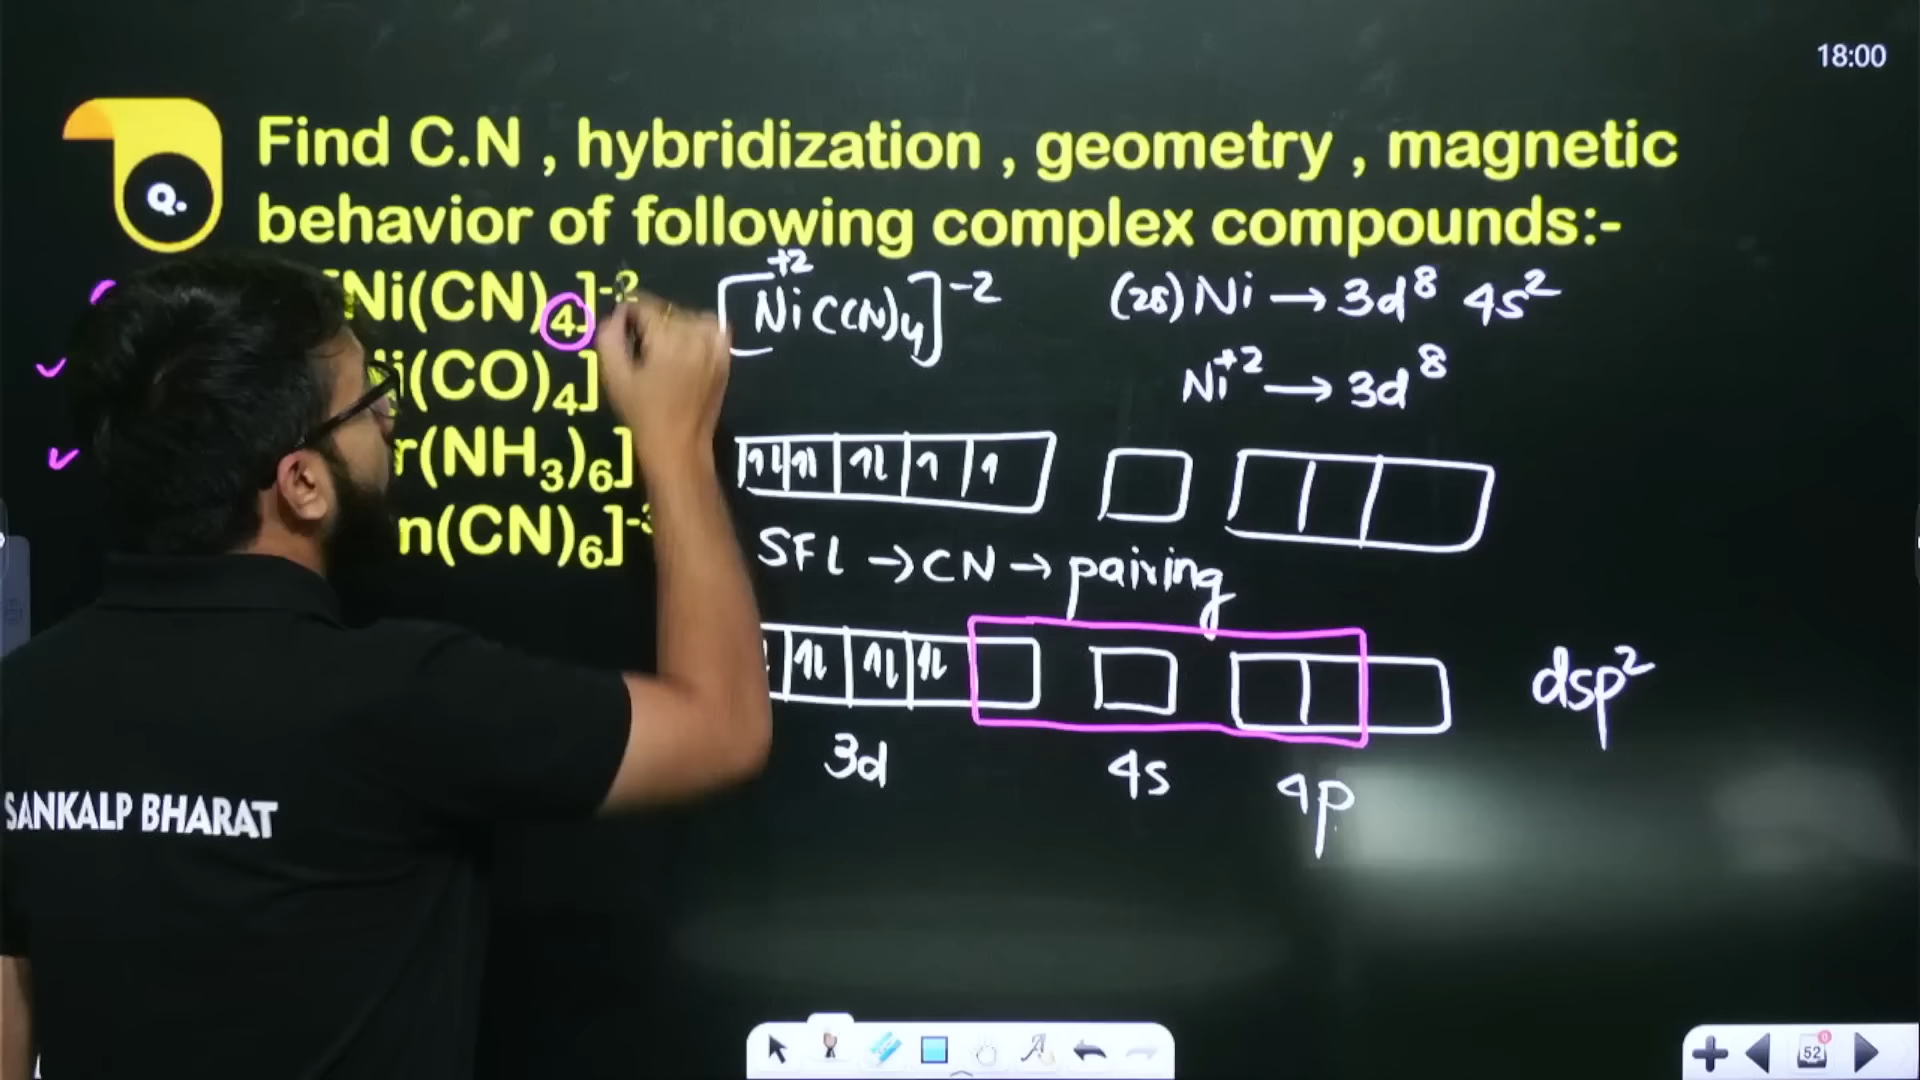 18:00
Q.
Find C.N , hybridization , geometry , magnetic
behavior of following complex compounds:-
Ni(CN)₄]⁻²
(CO)₄]
r(NH₃)₆]
n(CN)₆]⁻³
+2
[Ni(CN)₄]⁻²
(28) Ni → 3d⁸ 4s²
Ni⁺² → 3d⁸
SFL → CN → pairing
dsp²
3d 4s 4p
SANKALP BHARAT
52